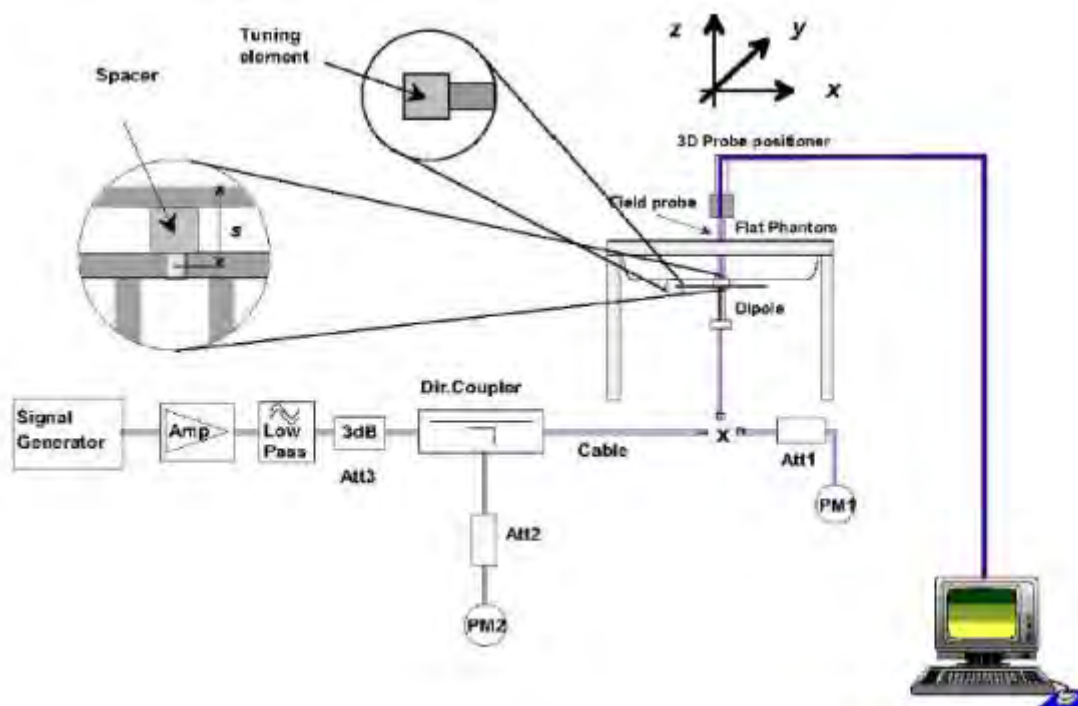 Tuning
element
Spacer
z
y
x
3D Probe positioner
Field probe
Flat Phantom
s
Dipole
Dir.Coupler
Signal
Generator
Amp
Low
Pass
3dB
Att3
Cable
x
Att1
PM1
Att2
PM2